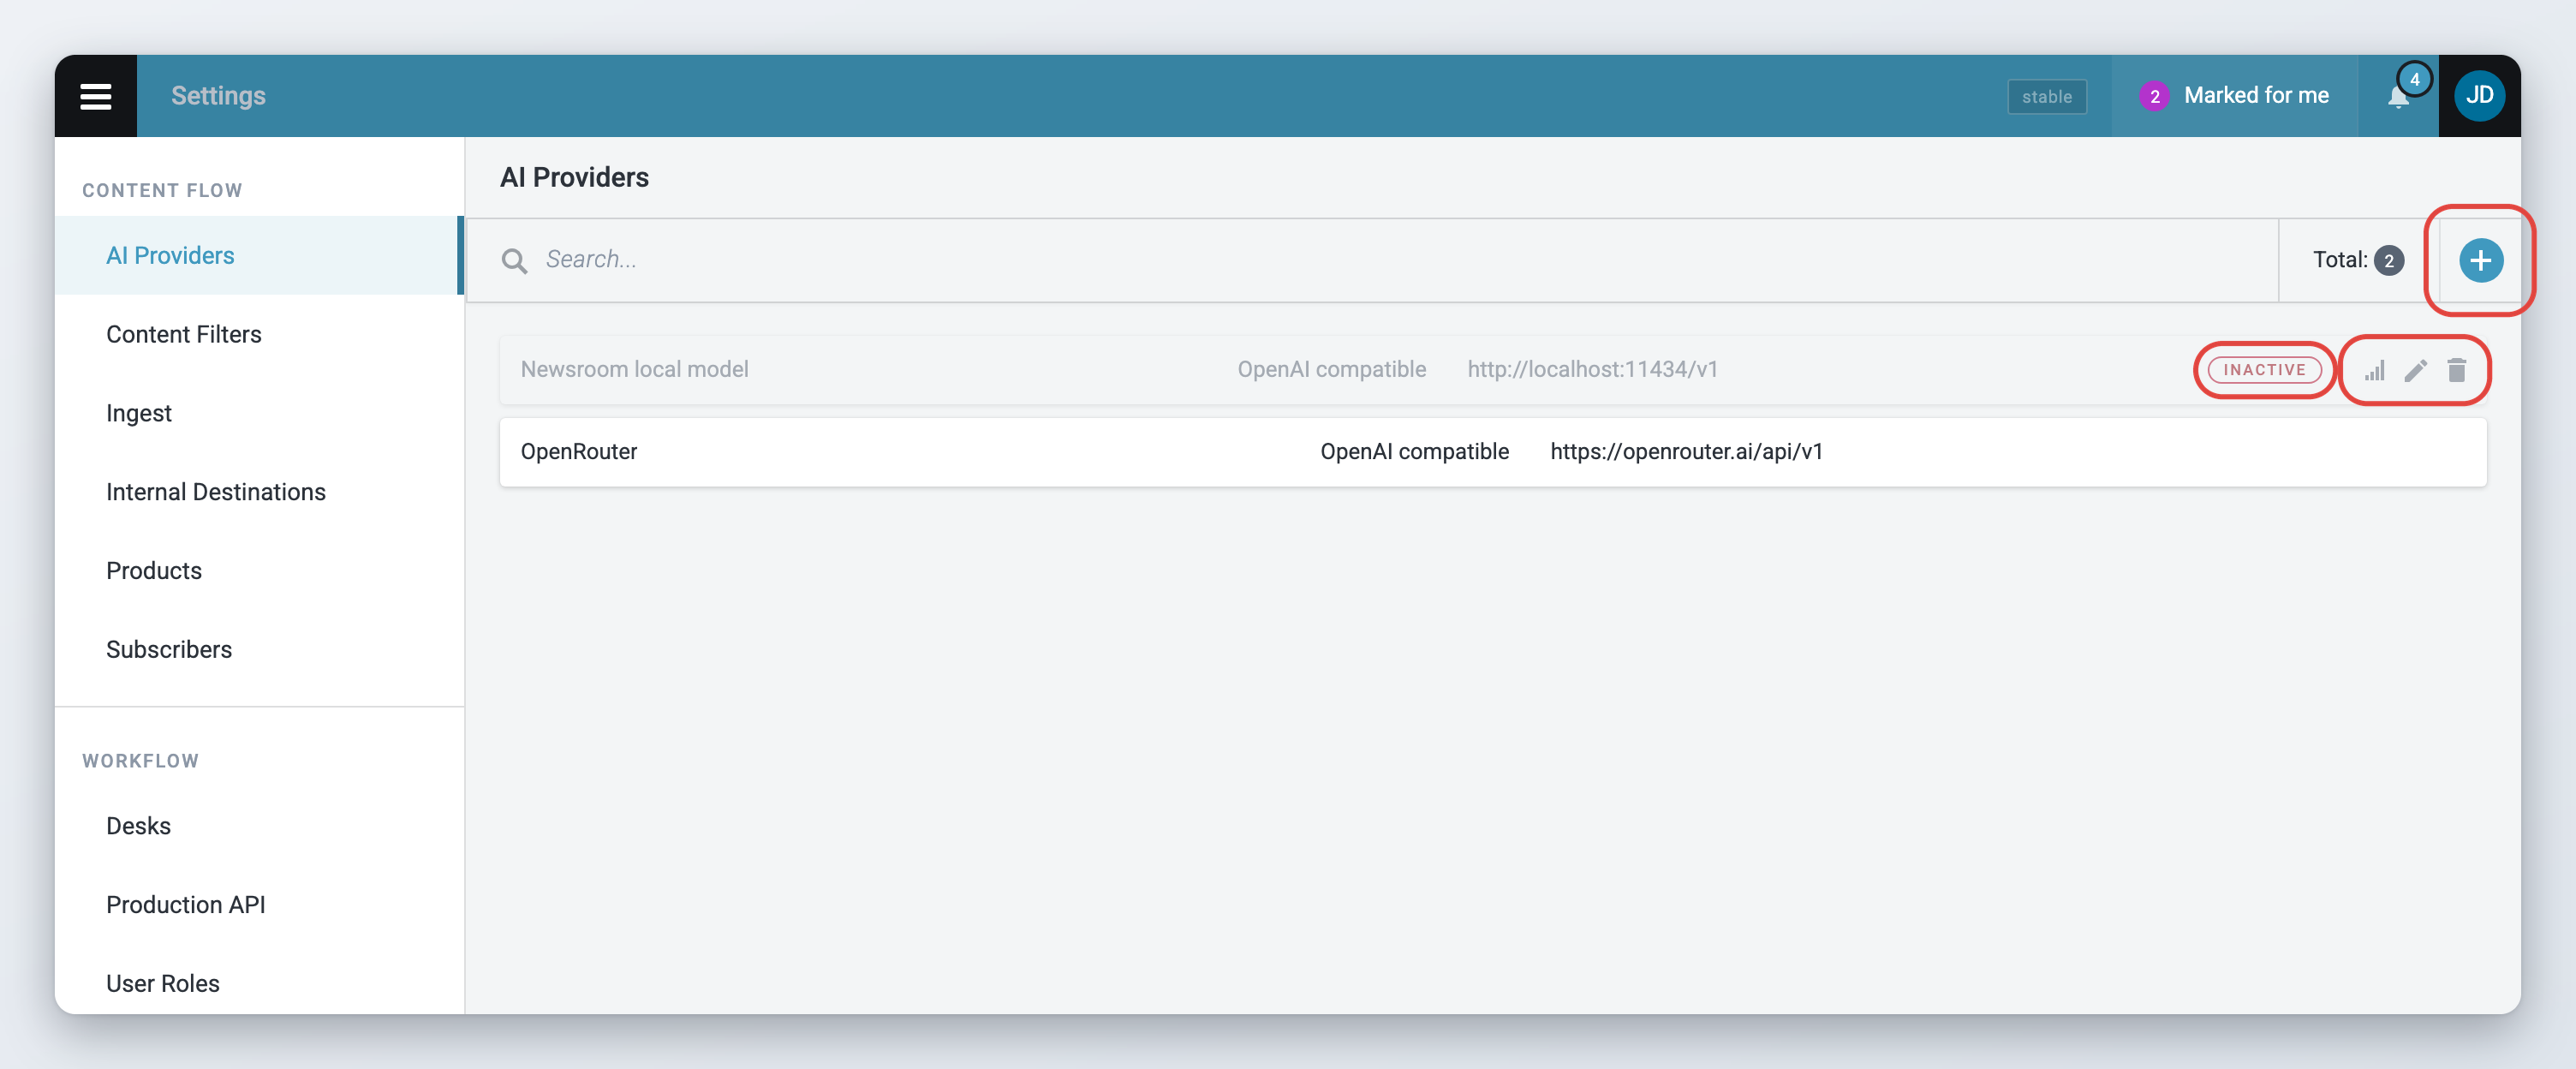 Settings
stable
2 Marked for me
4
JD
CONTENT FLOW
AI Providers
Content Filters
Ingest
Internal Destinations
Products
Subscribers
WORKFLOW
Desks
Production API
User Roles
AI Providers
Search...
Total: 2
Newsroom local model OpenAI compatible http://localhost:11434/v1 INACTIVE
OpenRouter OpenAI compatible https://openrouter.ai/api/v1